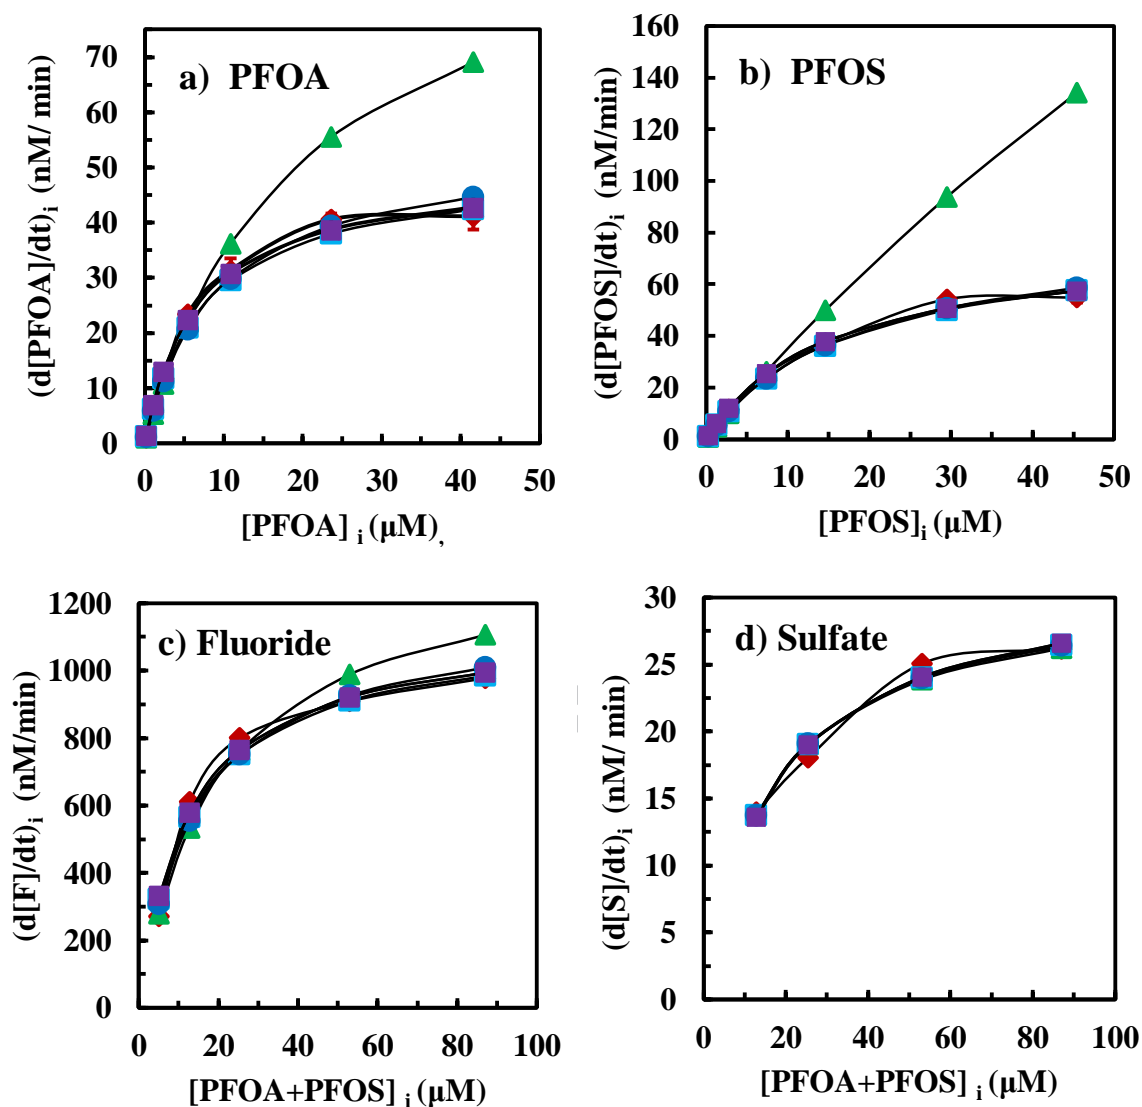 a) PFOA
(d[PFOA]/dt)i (nM/ min)
70
60
50
40
30
20
10
0
0 10 20 30 40 50
[PFOA] i (µM),
b) PFOS
(d[PFOS]/dt)i (nM/min)
160
140
120
100
80
60
40
20
0
0 10 20 30 40 50
[PFOS]i (µM)
c) Fluoride
(d[F]/dt)i (nM/min)
1200
1000
800
600
400
200
0
0 20 40 60 80 100
[PFOA+PFOS] i (µM)
d) Sulfate
(d[S]/dt)i (nM/ min)
30
25
20
15
10
5
0
0 20 40 60 80 100
[PFOA+PFOS] i (µM)